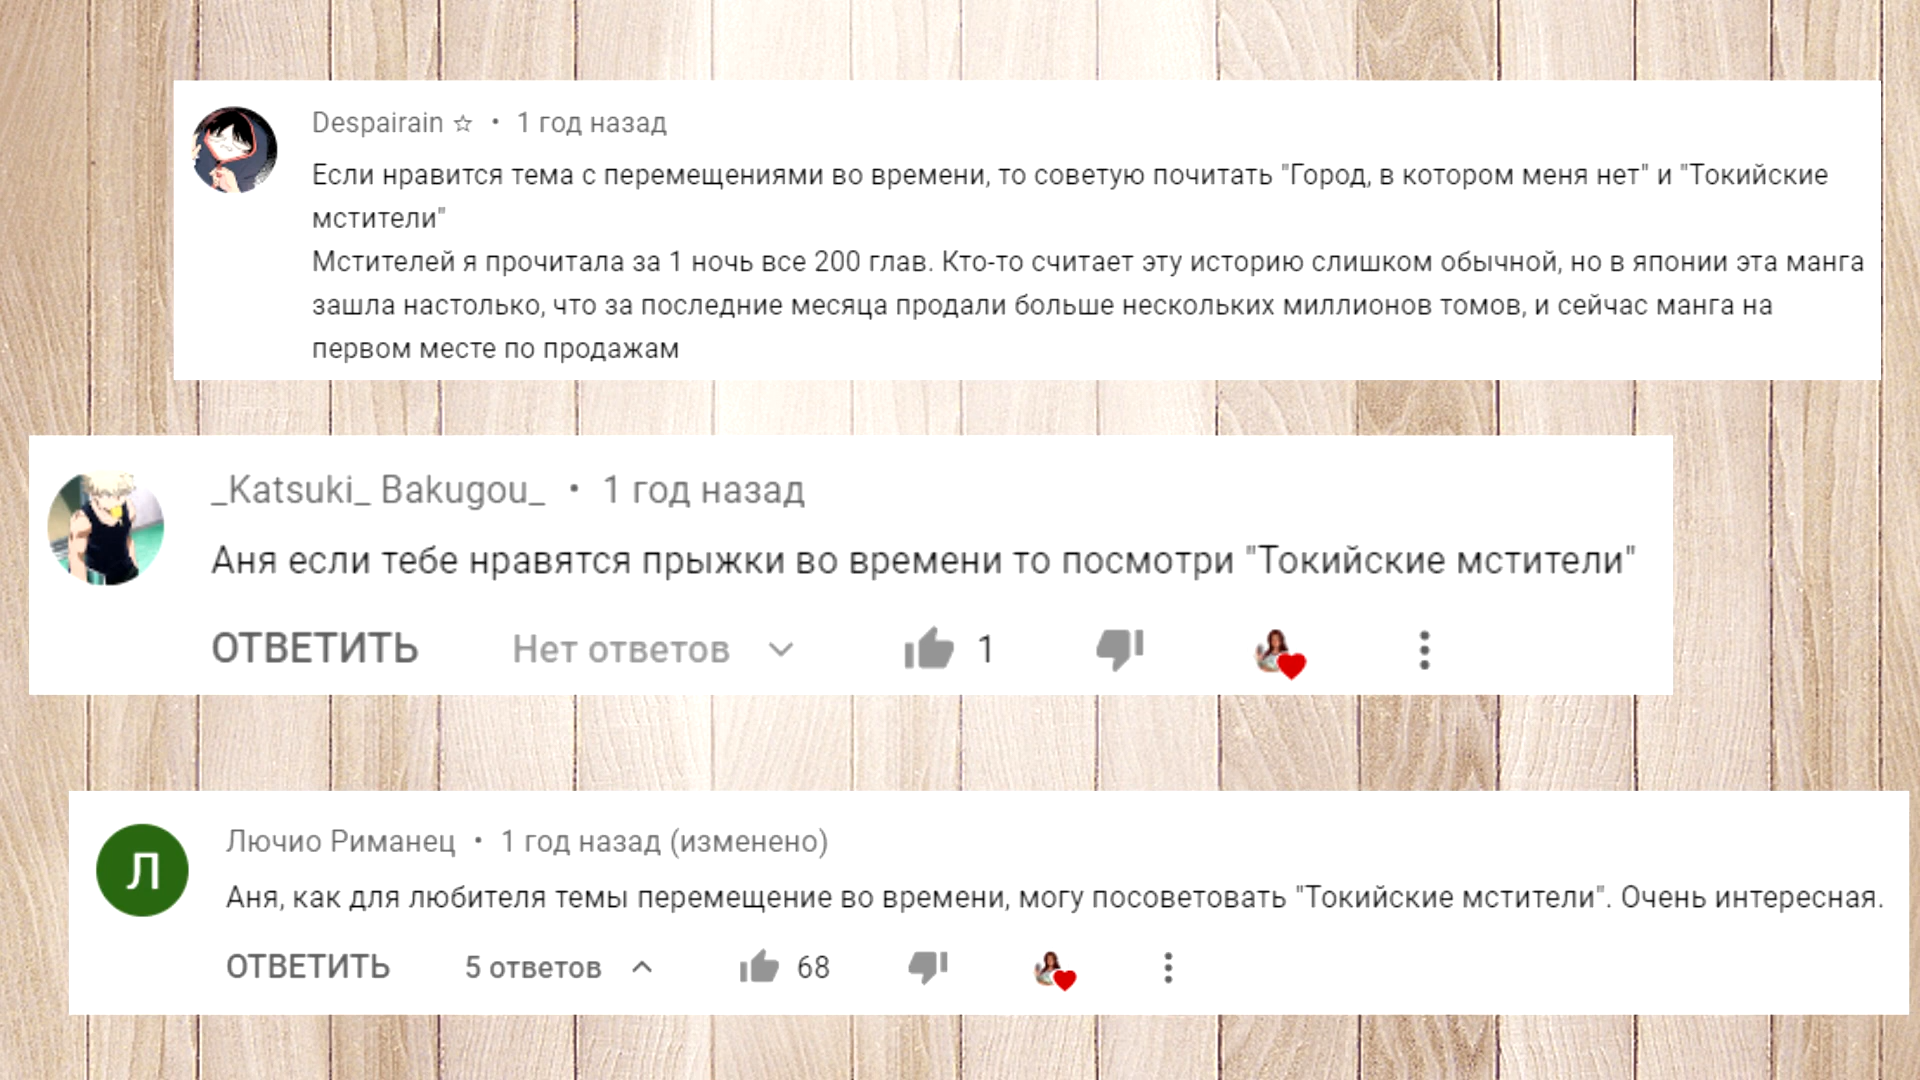 Despairain ☆ • 1 год назад
Если нравится тема с перемещениями во времени, то советую почитать "Город, в котором меня нет" и "Токийские
мстители"
Мстителей я прочитала за 1 ночь все 200 глав. Кто-то считает эту историю слишком обычной, но в японии эта манга
зашла настолько, что за последние месяца продали больше нескольких миллионов томов, и сейчас манга на
первом месте по продажам
_Katsuki_ Bakugou_ • 1 год назад
Аня если тебе нравятся прыжки во времени то посмотри "Токийские мстители"
ОТВЕТИТЬ Нет ответов 1
Л
Лючио Риманец • 1 год назад (изменено)
Аня, как для любителя темы перемещение во времени, могу посоветовать "Токийские мстители". Очень интересная.
ОТВЕТИТЬ 5 ответов 68